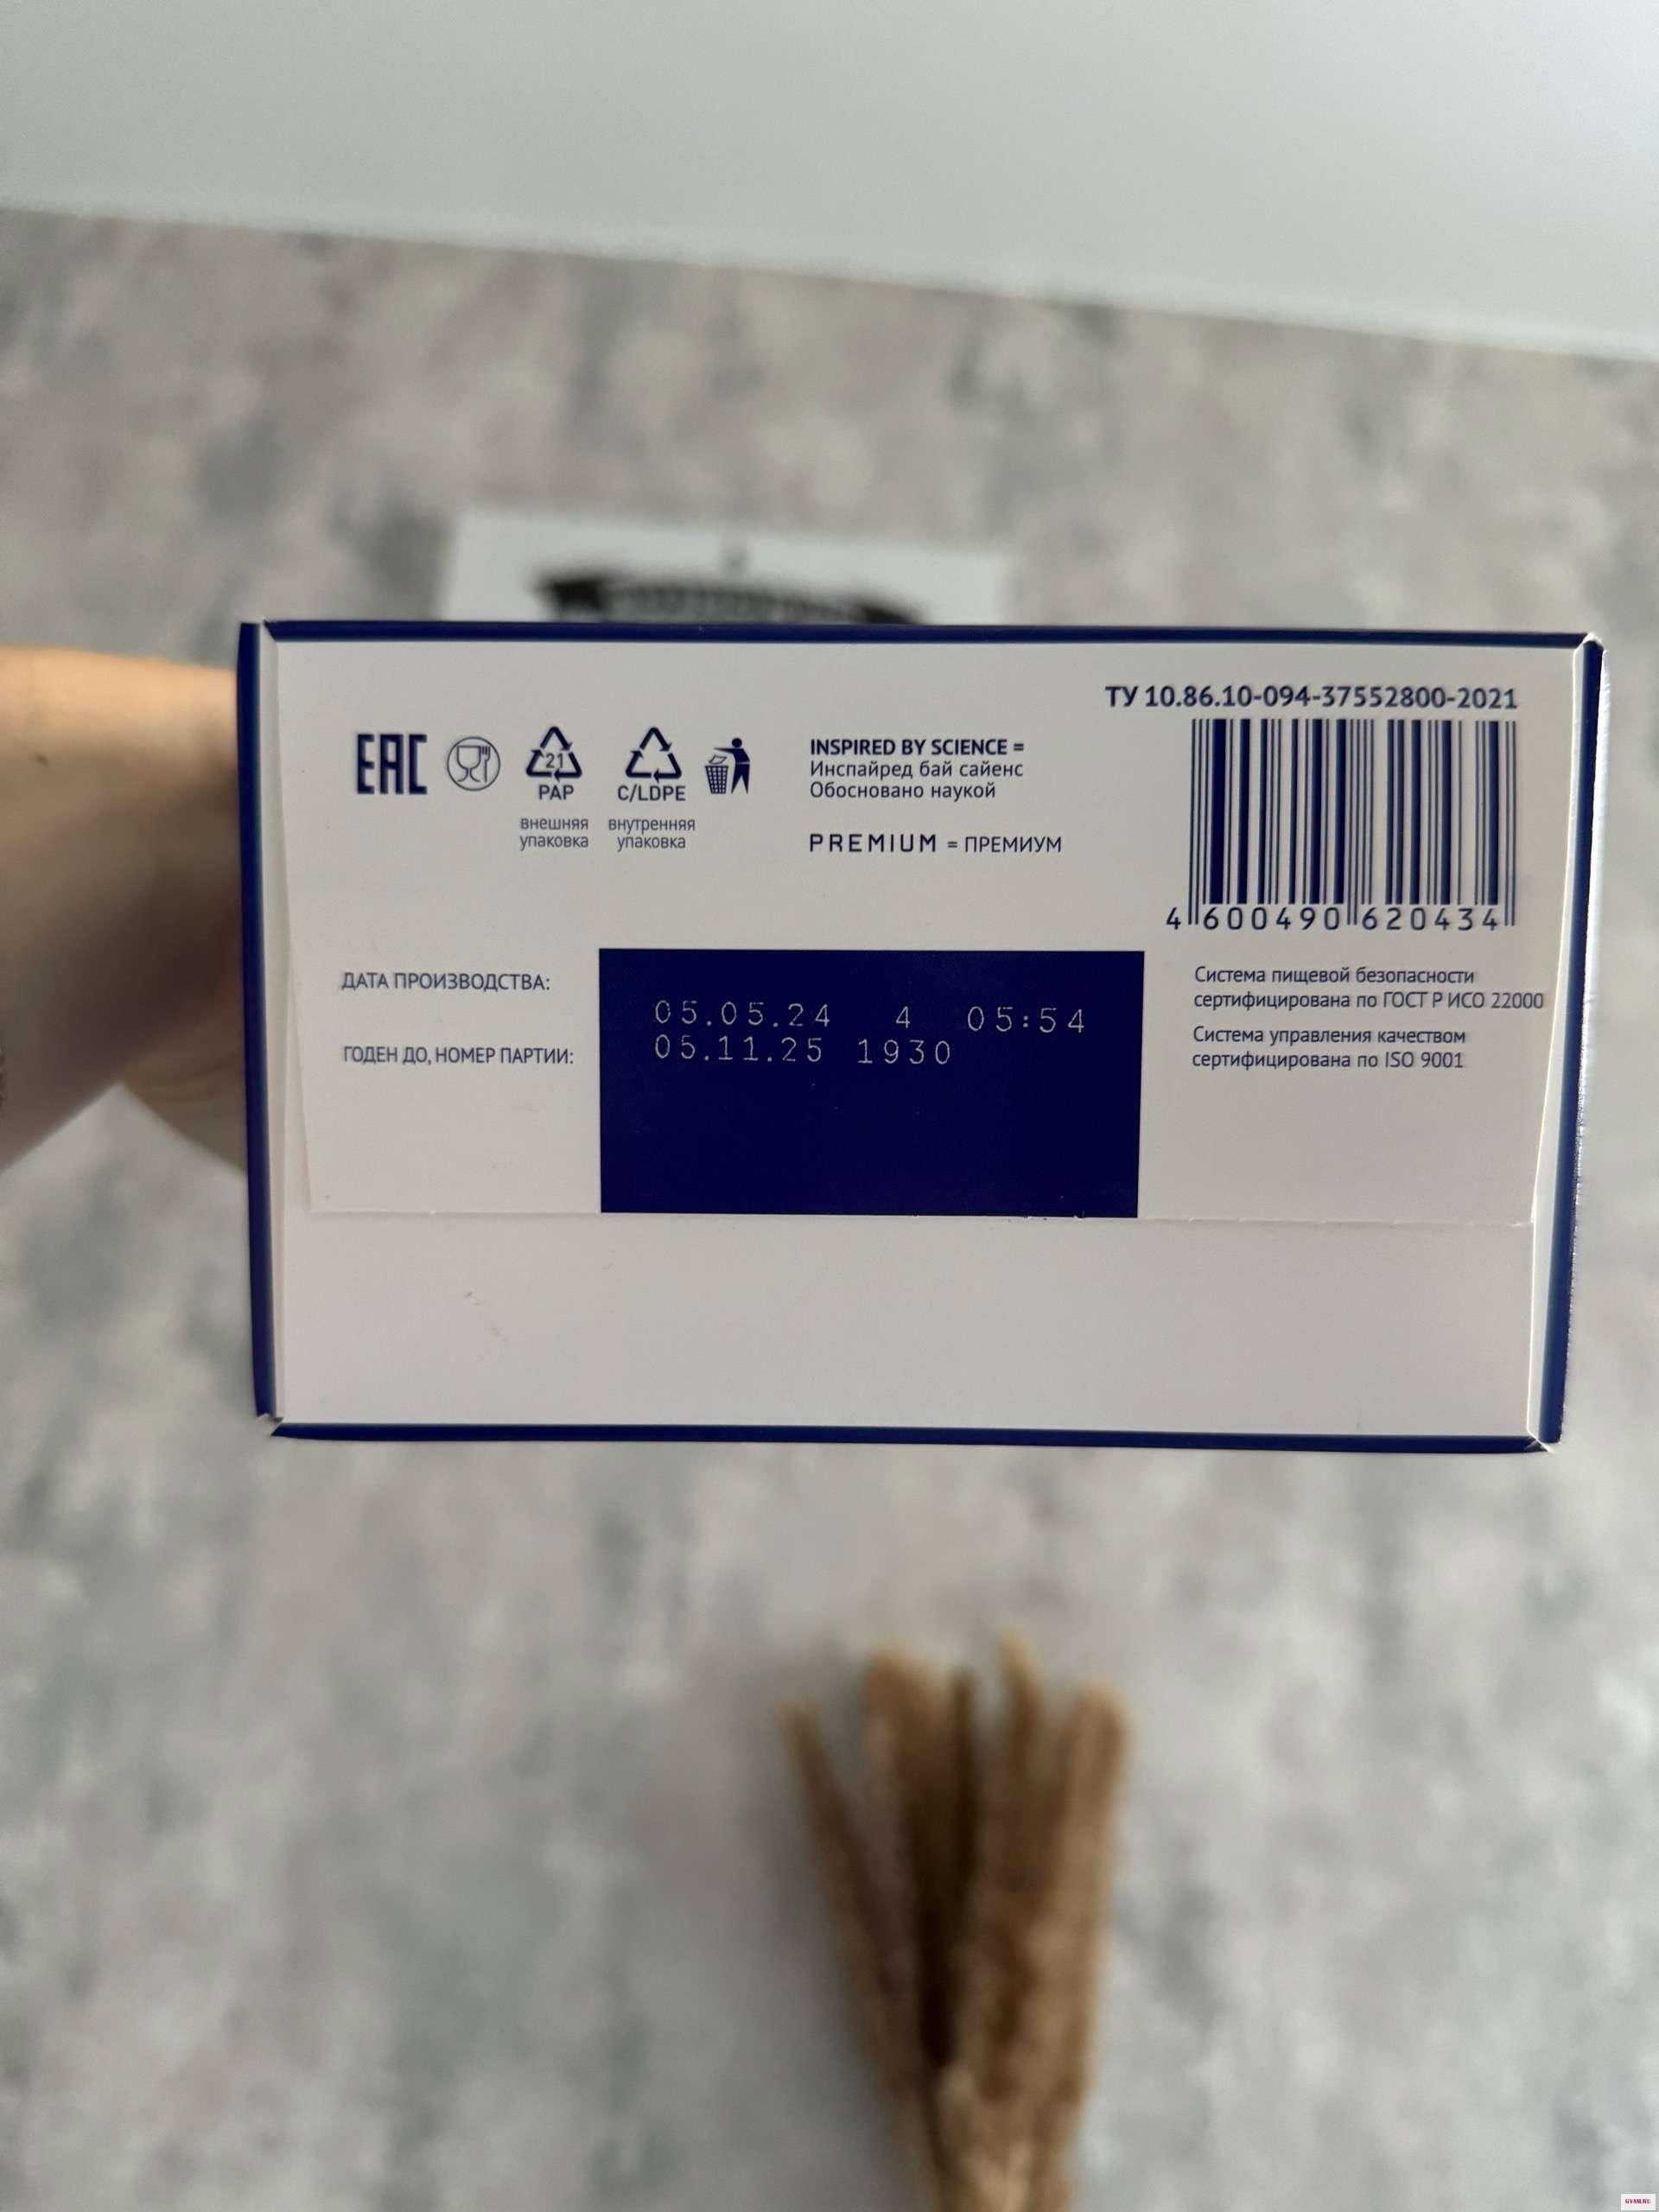 ТУ 10.86.10-094-37552800-2021
EAC
21
PAP
внешняя
упаковка
C/LDPE
внутренняя
упаковка
INSPIRED BY SCIENCE =
Инспайред бай сайенс
Обосновано наукой
PREMIUM = ПРЕМИУМ
4 600490 620434
ДАТА ПРОИЗВОДСТВА:
ГОДЕН ДО, НОМЕР ПАРТИИ:
05.05.24 4 05:54
05.11.25 1930
Система пищевой безопасности
сертифицирована по ГОСТ Р ИСО 22000
Система управления качеством
сертифицирована по ISO 9001
GYAM.RU